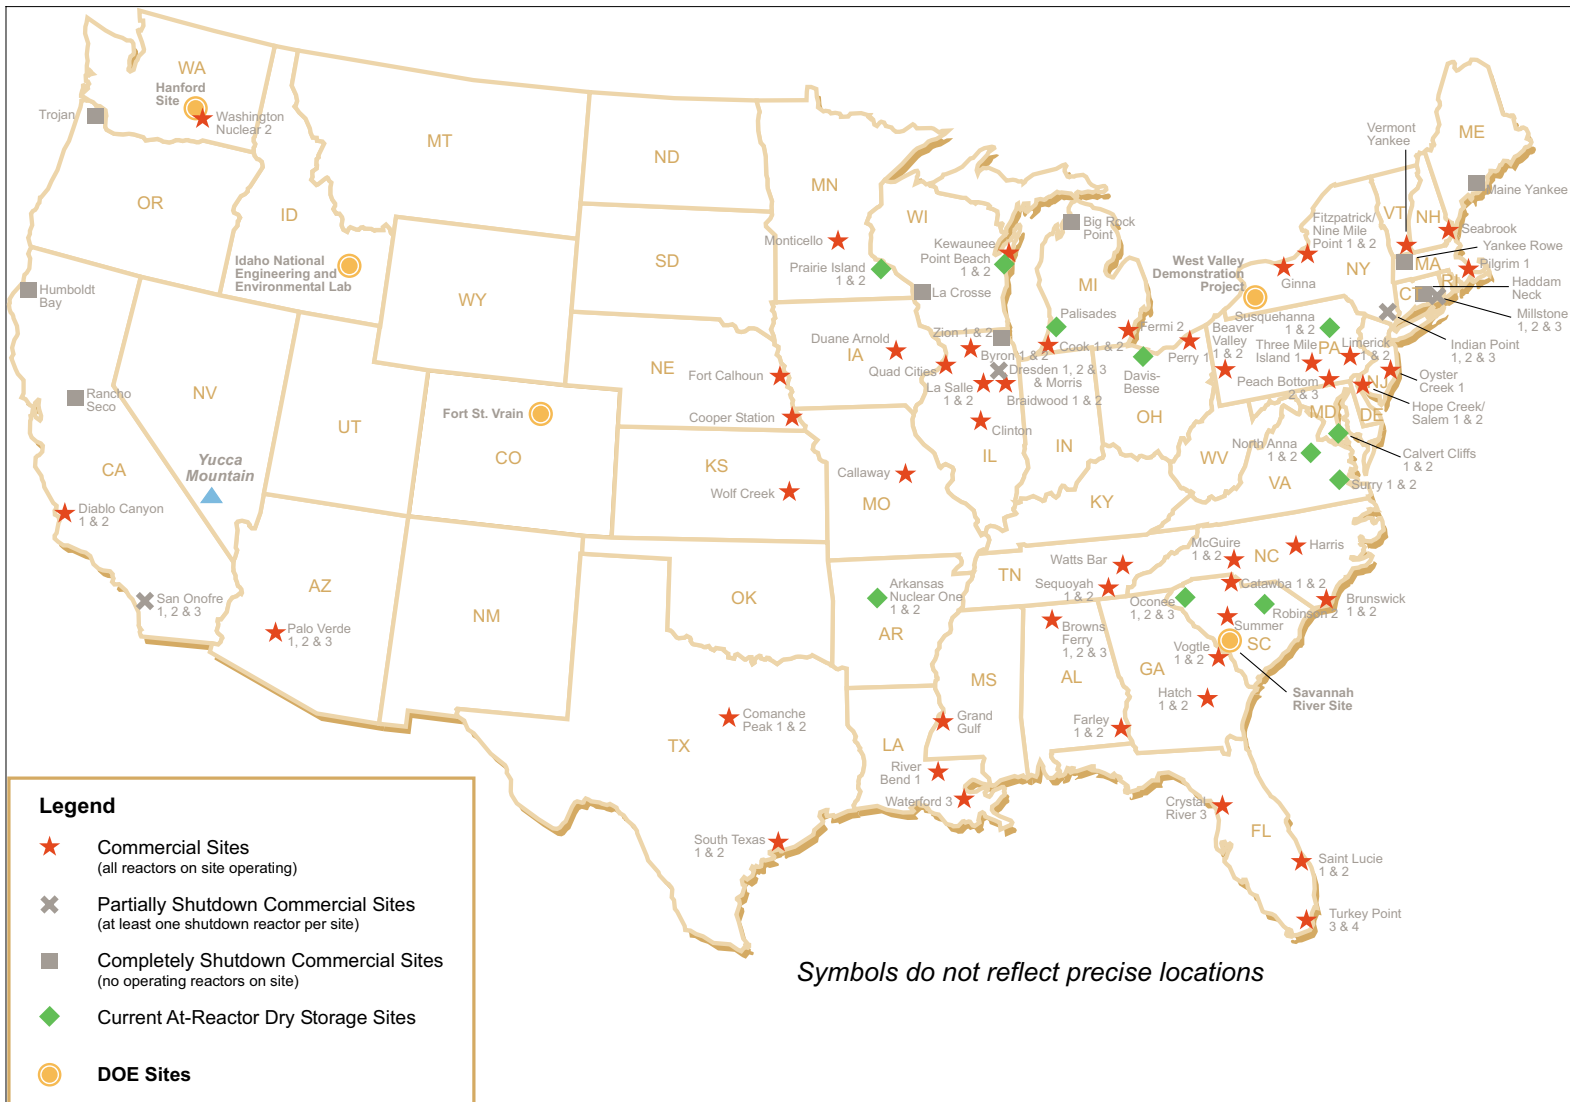 WA
Hanford
Site
Trojan
Washington
Nuclear 2
MT
ND
MN
OR
ID
Idaho National
Engineering and
Environmental Lab
Humboldt
Bay
WY
SD
Monticello
Prairie Island
1 & 2
WI
Kewaunee
Point Beach
1 & 2
La Crosse
Big Rock
Point
MI
Palisades
Fermi 2
Cook 1 & 2
West Valley
Demonstration
Project
Fitzpatrick/
Nine Mile
Point 1 & 2
Ginna
NY
Vermont
Yankee
VT
NH
ME
Maine Yankee
Seabrook
Yankee Rowe
MA
Pilgrim 1
RI
CT
Haddam
Neck
Millstone
1, 2 & 3
Indian Point
1, 2 & 3
Susquehanna
1 & 2
Beaver
Valley
1 & 2
Perry 1
Three Mile
Island 1
PA
Limerick
1 & 2
Peach Bottom
2 & 3
NJ
Oyster
Creek 1
Hope Creek/
Salem 1 & 2
MD
DE
Calvert Cliffs
1 & 2
Davis-
Besse
OH
Rancho
Seco
NV
UT
CA
Yucca
Mountain
Diablo Canyon
1 & 2
San Onofre
1, 2 & 3
AZ
Palo Verde
1, 2 & 3
NM
Fort St. Vrain
CO
NE
Fort Calhoun
Cooper Station
KS
Wolf Creek
Duane Arnold
IA
Quad Cities
Zion 1 & 2
Byron 1 & 2
Dresden 1, 2 & 3
& Morris
La Salle
1 & 2
Braidwood 1 & 2
Clinton
IL
IN
Callaway
MO
KY
WV
North Anna
1 & 2
VA
Surry 1 & 2
TN
Watts Bar
Sequoyah
1 & 2
McGuire
1 & 2
NC
Harris
Catawba 1 & 2
Oconee
1, 2 & 3
Robinson 2
Brunswick
1 & 2
Summer
SC
Savannah
River Site
Vogtle
1 & 2
GA
Hatch
1 & 2
OK
Arkansas
Nuclear One
1 & 2
AR
MS
AL
Browns
Ferry
1, 2 & 3
Farley
1 & 2
TX
Comanche
Peak 1 & 2
LA
Grand
Gulf
River
Bend 1
Waterford 3
South Texas
1 & 2
Crystal
River 3
FL
Saint Lucie
1 & 2
Turkey Point
3 & 4
Symbols do not reflect precise locations
Legend
Commercial Sites
(all reactors on site operating)
Partially Shutdown Commercial Sites
(at least one shutdown reactor per site)
Completely Shutdown Commercial Sites
(no operating reactors on site)
Current At-Reactor Dry Storage Sites
DOE Sites